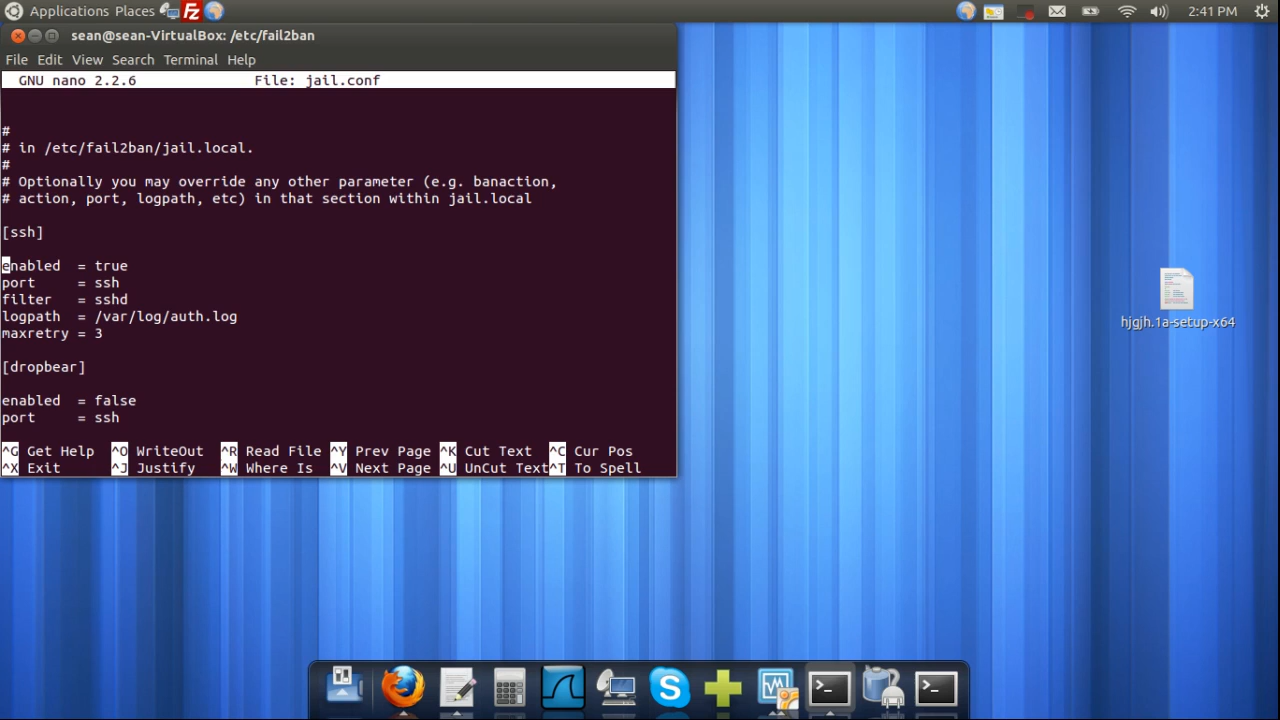 Applications Places
2:41 PM
sean@sean-VirtualBox: /etc/fail2ban
File Edit View Search Terminal Help
GNU nano 2.2.6 File: jail.conf
#
# in /etc/fail2ban/jail.local.
#
# Optionally you may override any other parameter (e.g. banaction,
# action, port, logpath, etc) in that section within jail.local
[ssh]
enabled = true
port = ssh
filter = sshd
logpath = /var/log/auth.log
maxretry = 3
[dropbear]
enabled = false
port = ssh
^G Get Help ^O WriteOut ^R Read File ^Y Prev Page ^K Cut Text ^C Cur Pos
^X Exit ^J Justify ^W Where Is ^V Next Page ^U UnCut Text ^T To Spell
hjgjh.1a-setup-x64